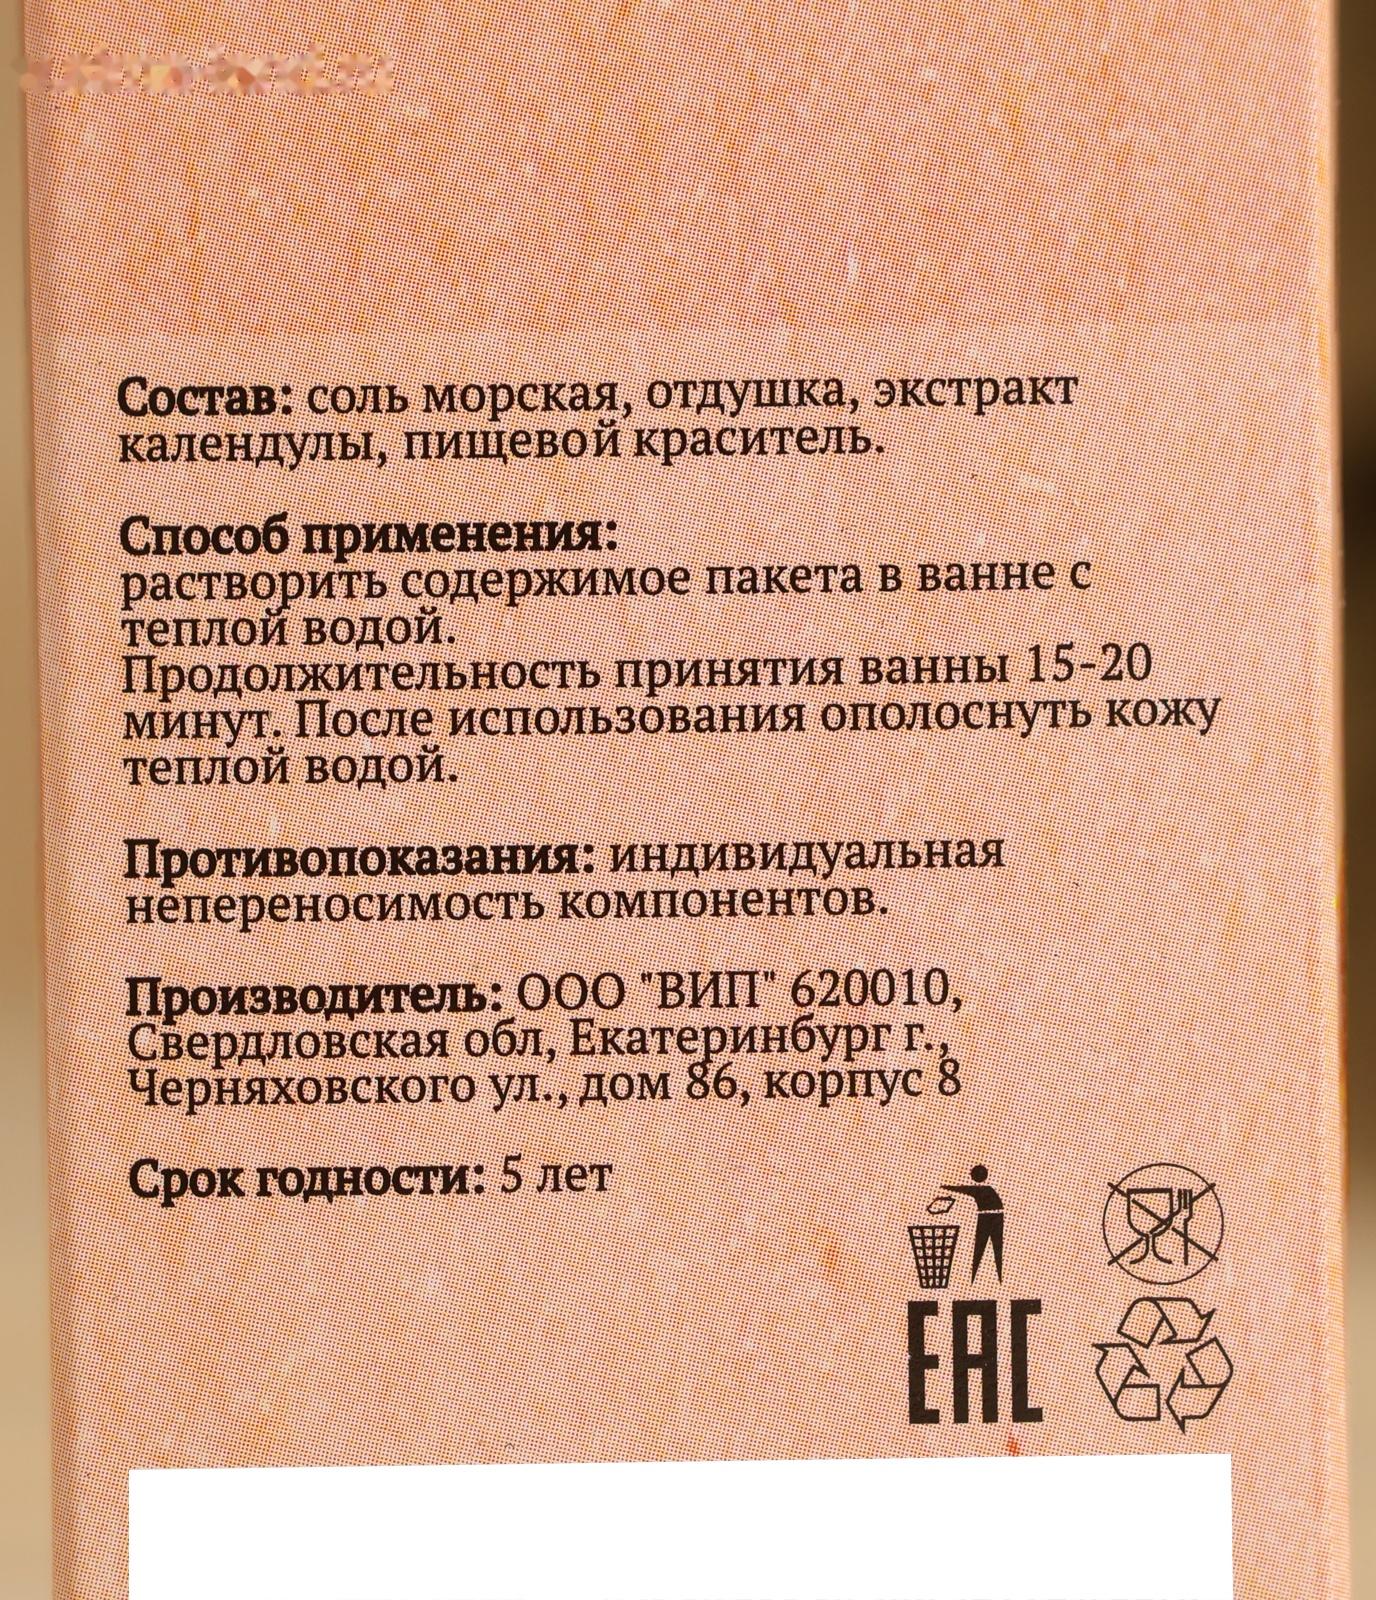 Состав: соль морская, отдушка, экстракт
календулы, пищевой краситель.
Способ применения:
растворить содержимое пакета в ванне с
теплой водой.
Продолжительность принятия ванны 15-20
минут. После использования ополоснуть кожу
теплой водой.
Противопоказания: индивидуальная
непереносимость компонентов.
Производитель: ООО "ВИП" 620010,
Свердловская обл, Екатеринбург г.,
Черняховского ул., дом 86, корпус 8
Срок годности: 5 лет
EAC